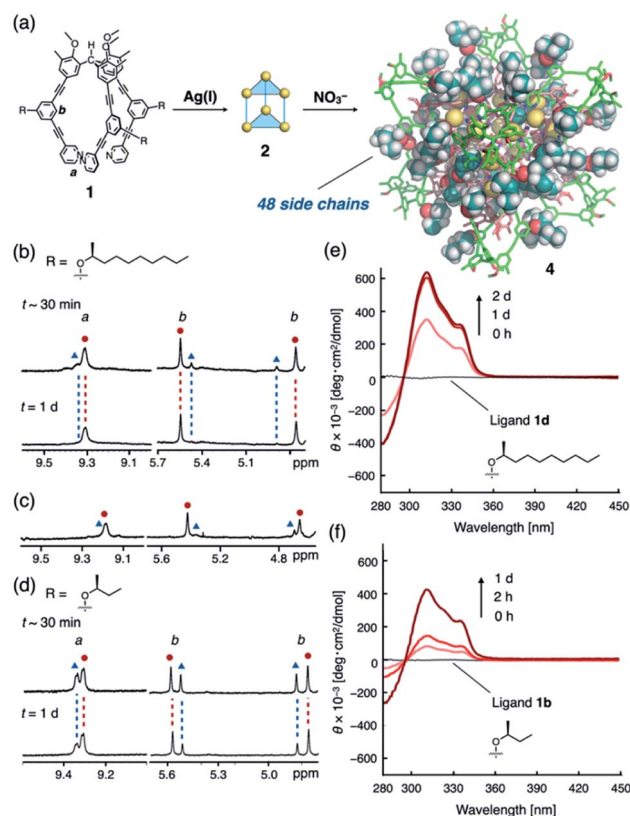 (a)
O
H
O
O
R
b
R
R
N
N
N
a
1
Ag(I)
2
NO₃⁻
48 side chains
4
(b)
R =
O
t ~ 30 min
a
b
b
t = 1 d
9.5 9.3 9.1 5.7 5.4 5.1 ppm
(c)
9.5 9.3 9.1 5.6 5.2 4.8 ppm
(d)
R =
O
t ~ 30 min
a
b
b
t = 1 d
9.4 9.2 5.6 5.2 5.0 ppm
(e)
θ × 10⁻³ [deg·cm²/dmol]
600
400
200
0
−200
−400
−600
2 d
1 d
0 h
Ligand 1d
O
280 310 330 360 390 420 450
Wavelength [nm]
(f)
θ × 10⁻³ [deg·cm²/dmol]
600
400
200
0
−200
−400
−600
1 d
2 h
0 h
Ligand 1b
O
280 310 330 360 390 420 450
Wavelength [nm]